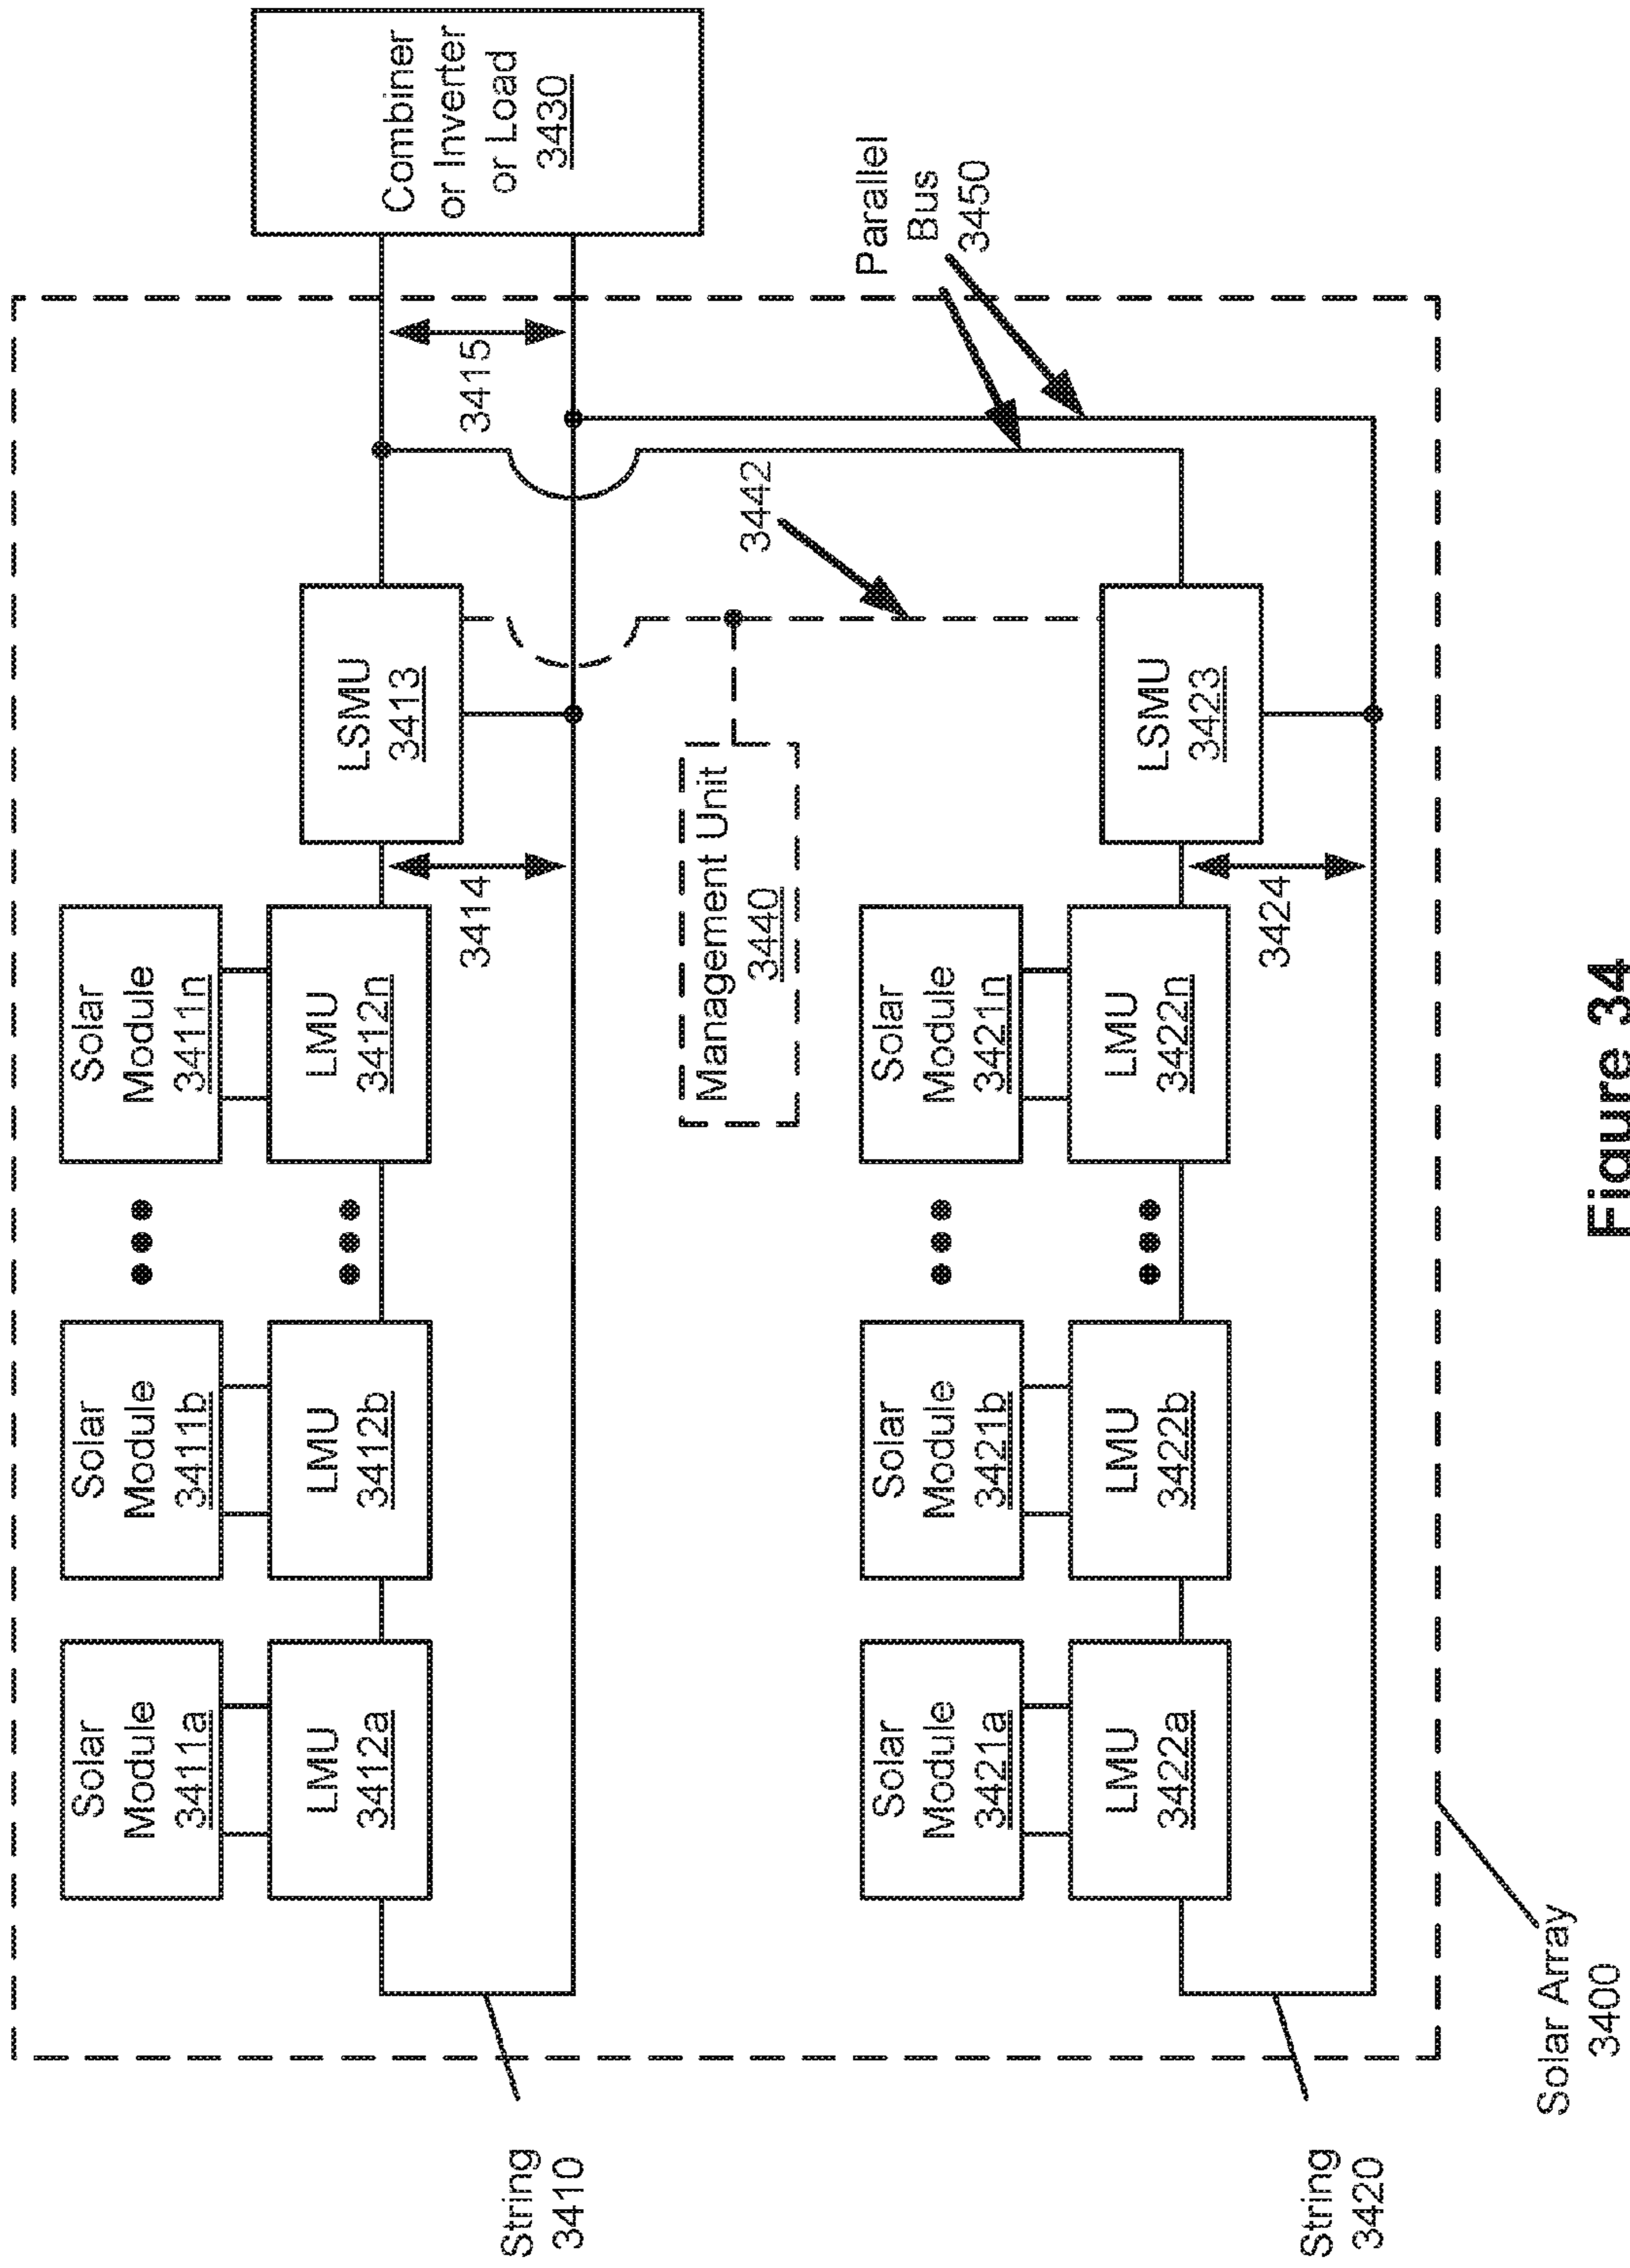 Solar
Module
3411a
Solar
Module
3411b
Solar
Module
3411n
LMU
3412a
LMU
3412b
LMU
3412n
LSMU
3413
3414
3415
Combiner
or Inverter
or Load
3430
String
3410
Management Unit
3440
3442
Parallel
Bus
3450
Solar
Module
3421a
Solar
Module
3421b
Solar
Module
3421n
LMU
3422a
LMU
3422b
LMU
3422n
LSMU
3423
3424
String
3420
Solar Array
3400
Figure 34